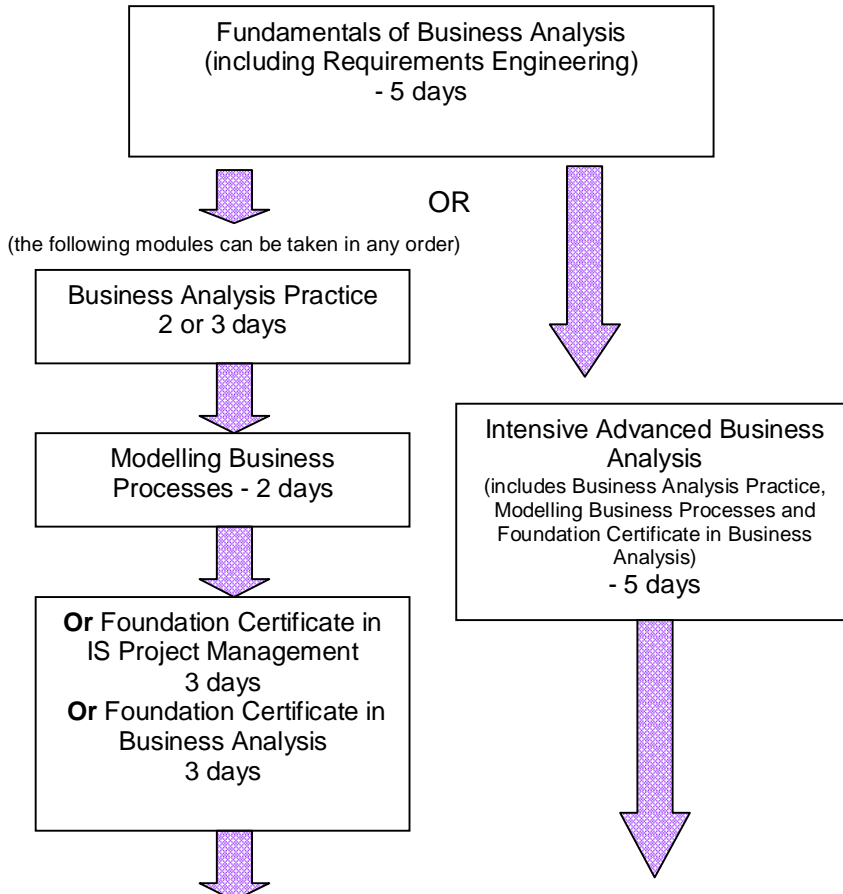 Fundamentals of Business Analysis
(including Requirements Engineering)
- 5 days
OR
(the following modules can be taken in any order)
Business Analysis Practice
2 or 3 days
Modelling Business
Processes - 2 days
Or Foundation Certificate in
IS Project Management
3 days
Or Foundation Certificate in
Business Analysis
3 days
Intensive Advanced Business
Analysis
(includes Business Analysis Practice,
Modelling Business Processes and
Foundation Certificate in Business
Analysis)
- 5 days